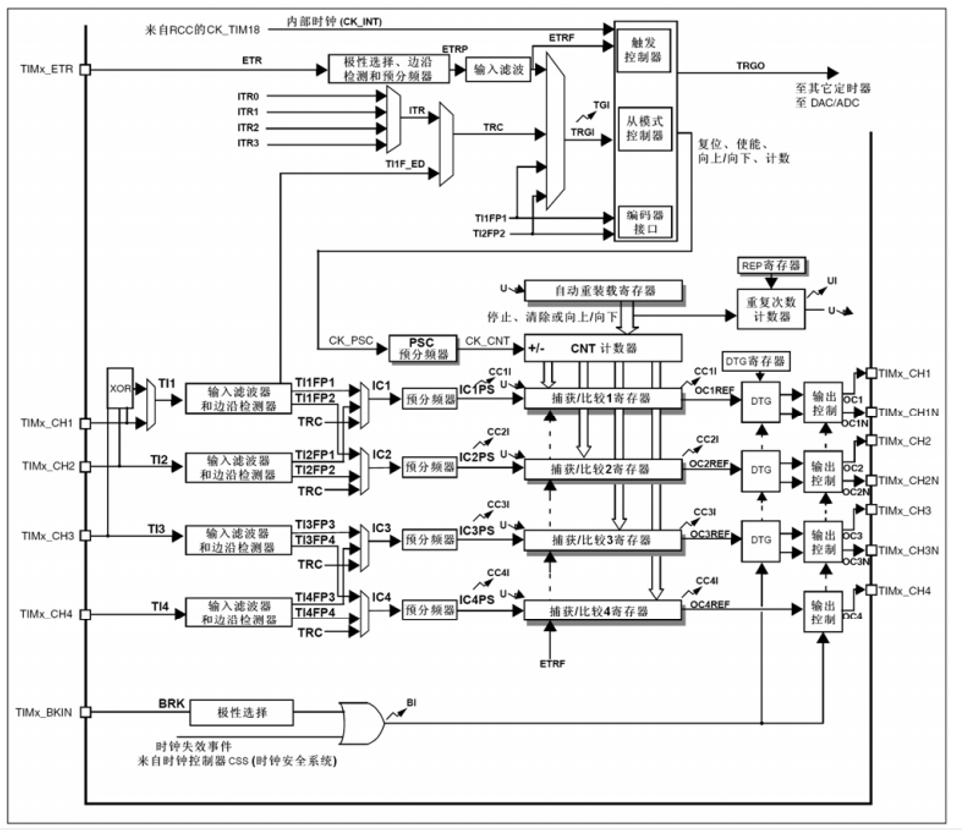 内部时钟 (CK_INT)
来自RCC的CK_TIM18
ETRF
触发
控制器
TIMx_ETR
ETR
极性选择、边沿
检测和预分频器
ETRP
输入滤波
TRGO
至其它定时器
至 DAC/ADC
ITR0
ITR1
ITR2
ITR3
ITR
TRC
TI1F_ED
TGI
TRGI
从模式
控制器
复位、使能、
向上/向下、计数
TI1FP1
TI2FP2
编码器
接口
REP寄存器
U
自动重装载寄存器
停止、清除或向上/向下
重复次数
计数器
UI
U
CK_PSC
PSC
预分频器
CK_CNT
+/-
CNT 计数器
DTG寄存器
XOR
TI1
输入滤波器
和边沿检测器
TI1FP1
TI1FP2
TRC
IC1
预分频器
CC1I
IC1PS
U
捕获/比较1寄存器
CC1I
OC1REF
DTG
输出
控制
OC1
OC1N
TIMx_CH1
TIMx_CH1N
TIMx_CH1
TIMx_CH2
TI2
输入滤波器
和边沿检测器
TI2FP1
TI2FP2
TRC
IC2
预分频器
CC2I
IC2PS
U
捕获/比较2寄存器
CC2I
OC2REF
DTG
输出
控制
OC2
OC2N
TIMx_CH2
TIMx_CH2N
TIMx_CH3
TI3
输入滤波器
和边沿检测器
TI3FP3
TI3FP4
TRC
IC3
预分频器
CC3I
IC3PS
U
捕获/比较3寄存器
CC3I
OC3REF
DTG
输出
控制
OC3
OC3N
TIMx_CH3
TIMx_CH3N
TIMx_CH4
TI4
输入滤波器
和边沿检测器
TI4FP3
TI4FP4
TRC
IC4
预分频器
CC4I
IC4PS
U
捕获/比较4寄存器
CC4I
OC4REF
输出
控制
OC4
TIMx_CH4
ETRF
TIMx_BKIN
BRK
极性选择
BI
时钟失效事件
来自时钟控制器 CSS (时钟安全系统)